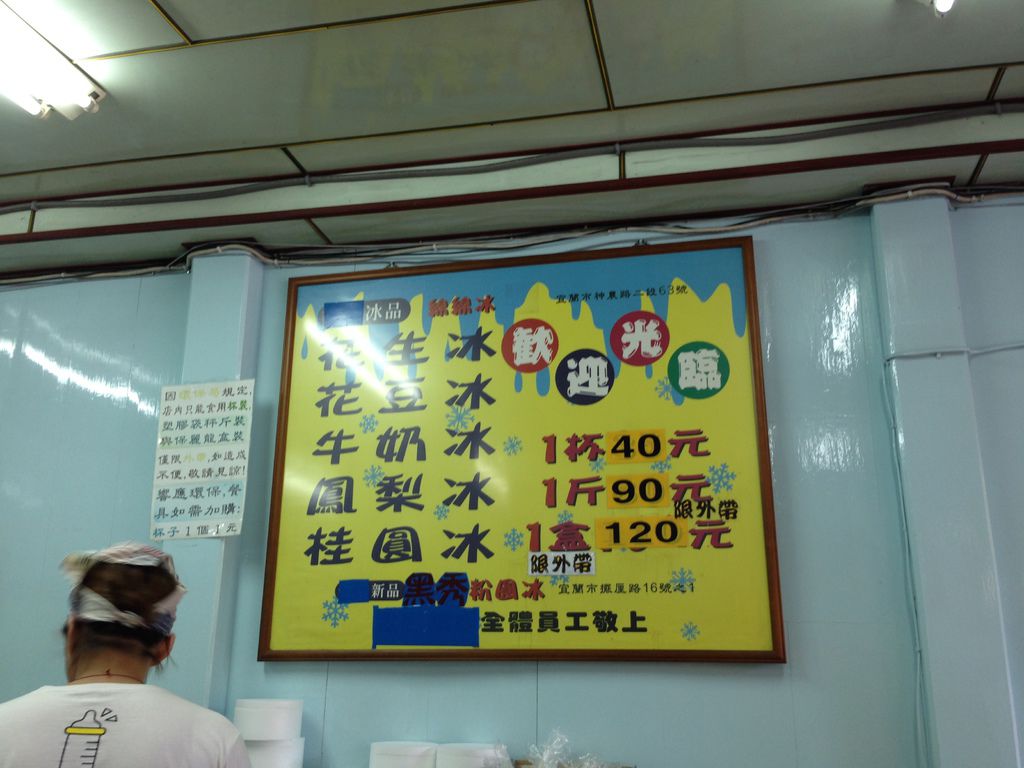 宜蘭市神農路二段63號
冰品 綿綿冰
歡迎光臨
花生冰
花豆冰
牛奶冰
鳳梨冰
桂圓冰
1杯40元
1斤90元
限外帶
1盒120元
限外帶
新品 黑秀粉圓冰 宜蘭市擺厘路16號之1
全體員工敬上
因環保局規定,
店內只能食用杯裝,
塑膠袋秤斤裝
與保麗龍盒裝
僅限外帶,如造成
不便,敬請見諒!
響應環保,餐
具如需加購:
杯子1個1元